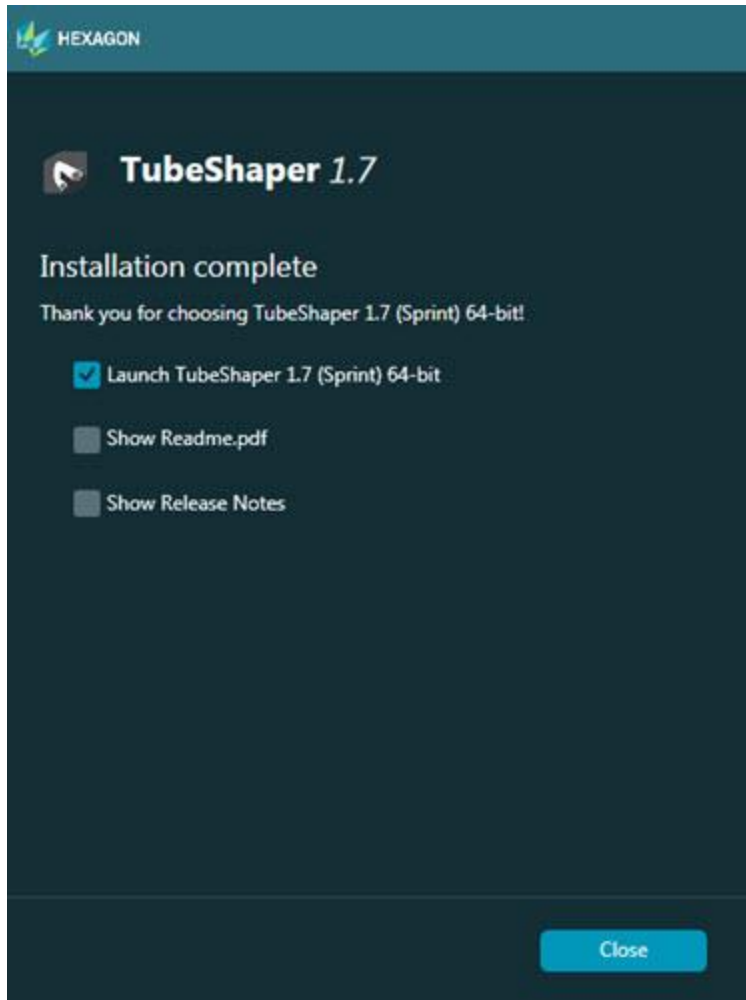 HEXAGON
TubeShaper 1.7
Installation complete
Thank you for choosing TubeShaper 1.7 (Sprint) 64-bit!
Launch TubeShaper 1.7 (Sprint) 64-bit
Show Readme.pdf
Show Release Notes
Close